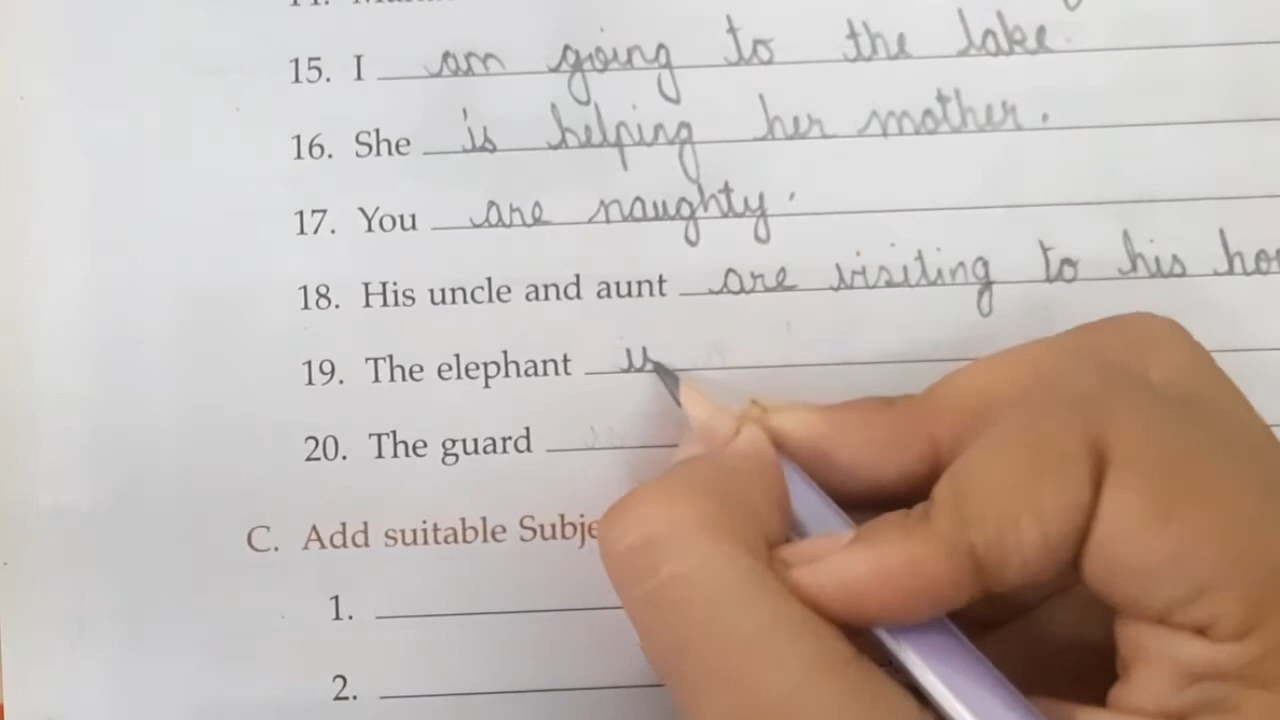 15. I am going to the lake.
16. She is helping her mother.
17. You are naughty.
18. His uncle and aunt are visiting to his
19. The elephant is
20. The guard
C. Add suitable
1.
2.